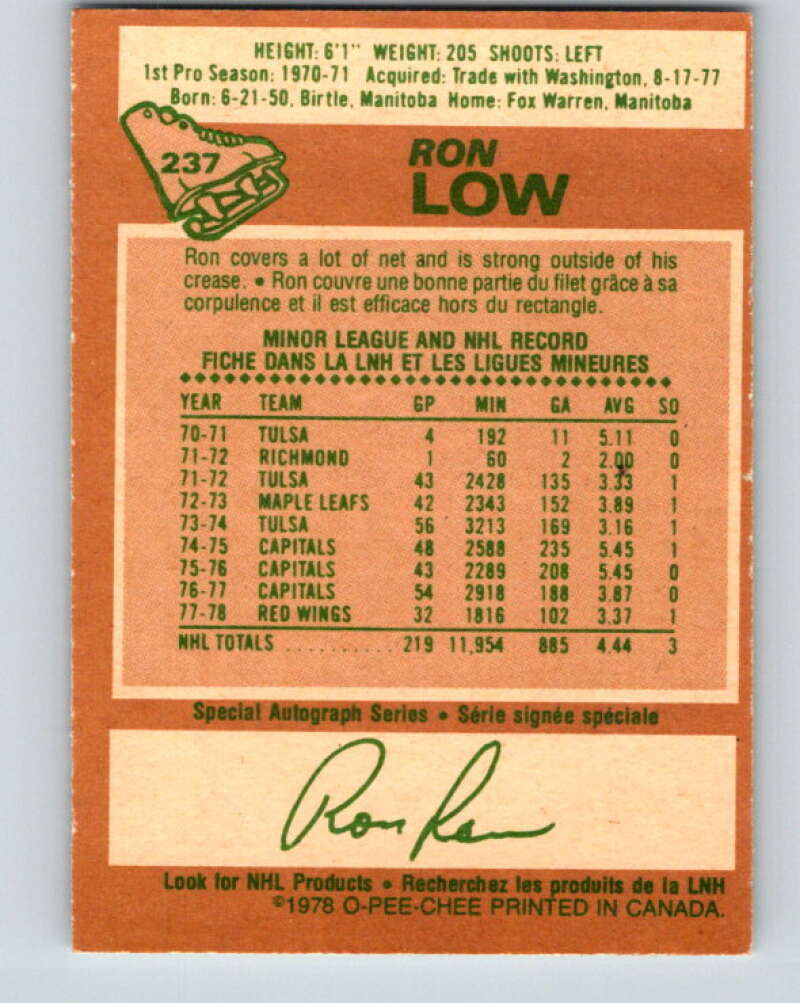 HEIGHT: 6'1" WEIGHT: 205 SHOOTS: LEFT
1st Pro Season: 1970-71 Acquired: Trade with Washington, 8-17-77
Born: 6-21-50, Birtle, Manitoba Home: Fox Warren, Manitoba
237
RON
LOW
Ron covers a lot of net and is strong outside of his
crease. • Ron couvre une bonne partie du filet grâce à sa
corpulence et il est efficace hors du rectangle.
MINOR LEAGUE AND NHL RECORD
FICHE DANS LA LNH ET LES LIGUES MINEURES
YEAR TEAM GP MIN GA AVG SO
70-71 TULSA 4 192 11 5.11 0
71-72 RICHMOND 1 60 2 2.00 0
71-72 TULSA 43 2428 135 3.33 1
72-73 MAPLE LEAFS 42 2343 152 3.89 1
73-74 TULSA 56 3213 169 3.16 1
74-75 CAPITALS 48 2588 235 5.45 1
75-76 CAPITALS 43 2289 208 5.45 0
76-77 CAPITALS 54 2918 188 3.87 0
77-78 RED WINGS 32 1816 102 3.37 1
NHL TOTALS .......... 219 11,954 885 4.44 3
Special Autograph Series • Série signée spéciale
Ron Low
Look for NHL Products • Recherchez les produits de la LNH
©1978 O-PEE-CHEE PRINTED IN CANADA.